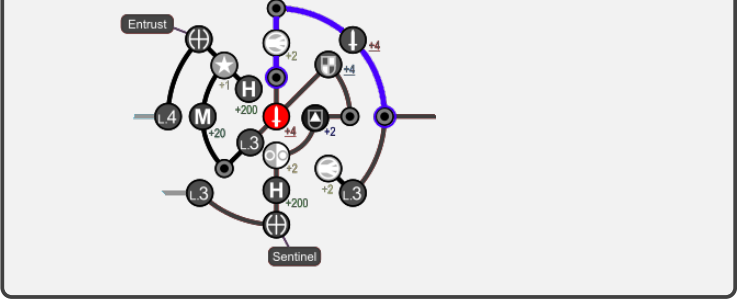 Entrust
+2
+4
+1
+4
H
+200
L.4
M
+20
+4
+2
L.3
+2
+2
L.3
L.3
H
+200
Sentinel